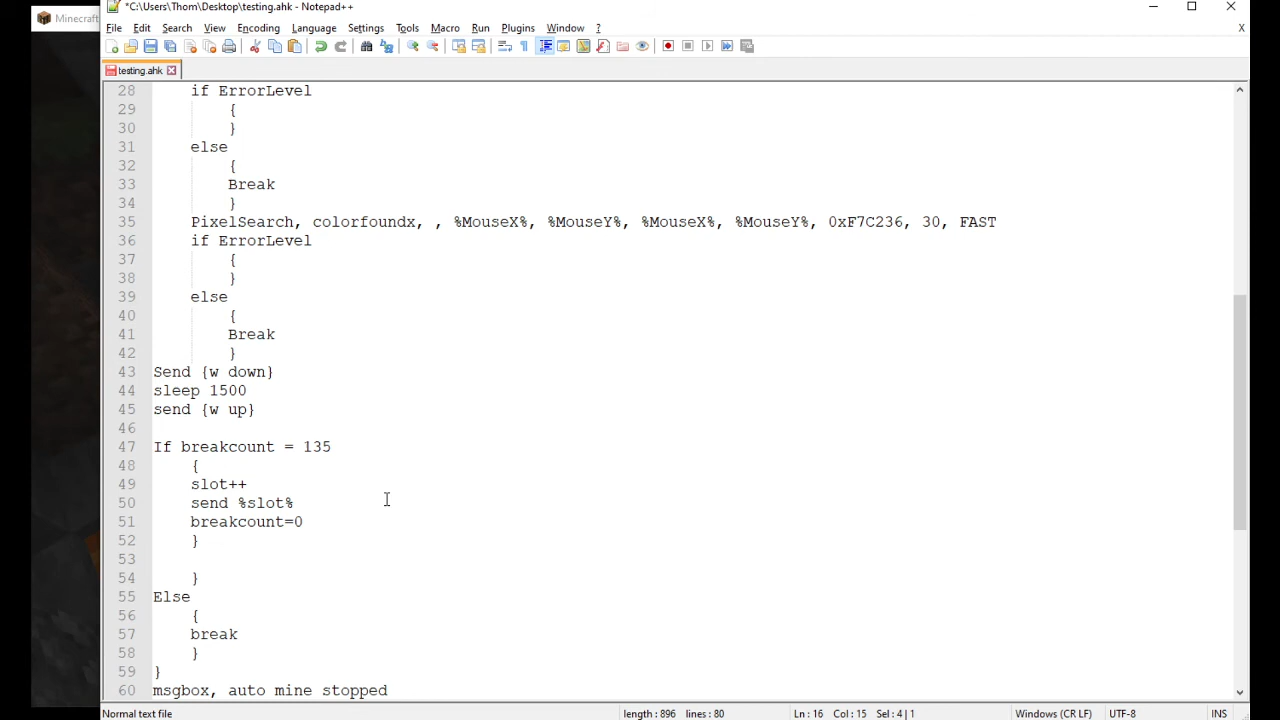 Minecraft
*C:\Users\Thom\Desktop\testing.ahk - Notepad++
File Edit Search View Encoding Language Settings Tools Macro Run Plugins Window ? X
testing.ahk
28 if ErrorLevel
29 {
30 }
31 else
32 {
33 Break
34 }
35 PixelSearch, colorfoundx, , %MouseX%, %MouseY%, %MouseX%, %MouseY%, 0xF7C236, 30, FAST
36 if ErrorLevel
37 {
38 }
39 else
40 {
41 Break
42 }
43 Send {w down}
44 sleep 1500
45 send {w up}
46
47 If breakcount = 135
48 {
49 slot++
50 send %slot%
51 breakcount=0
52 }
53
54 }
55 Else
56 {
57 break
58 }
59 }
60 msgbox, auto mine stopped
Normal text file length : 896 lines : 80 Ln : 16 Col : 15 Sel : 4 | 1 Windows (CR LF) UTF-8 INS